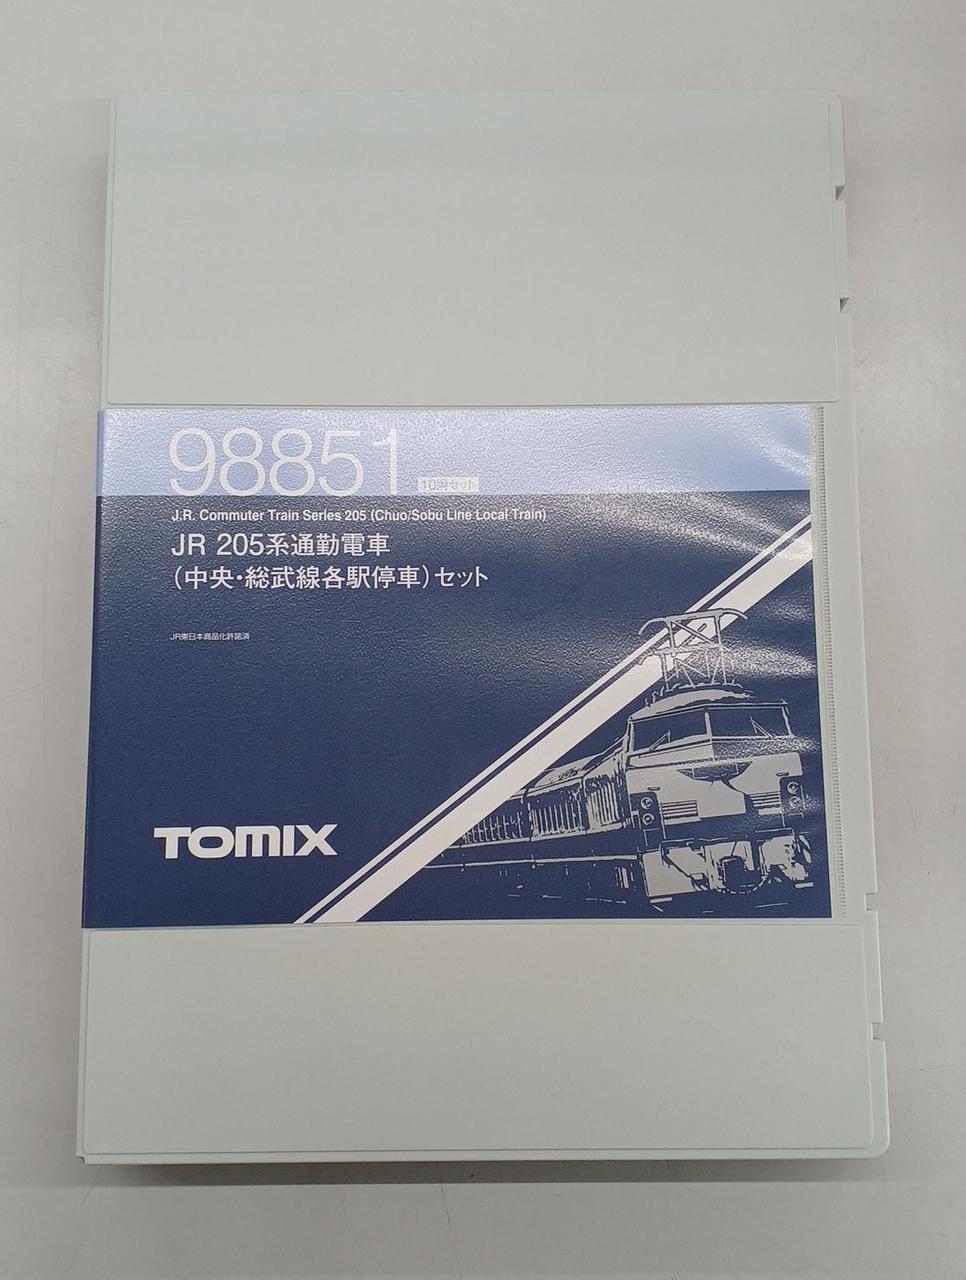 98851 10両セット
J.R. Commuter Train Series 205 (Chuo/Sobu Line Local Train)
JR 205系通勤電車
（中央・総武線各駅停車）セット
JR東日本商品化許諾済
TOMIX